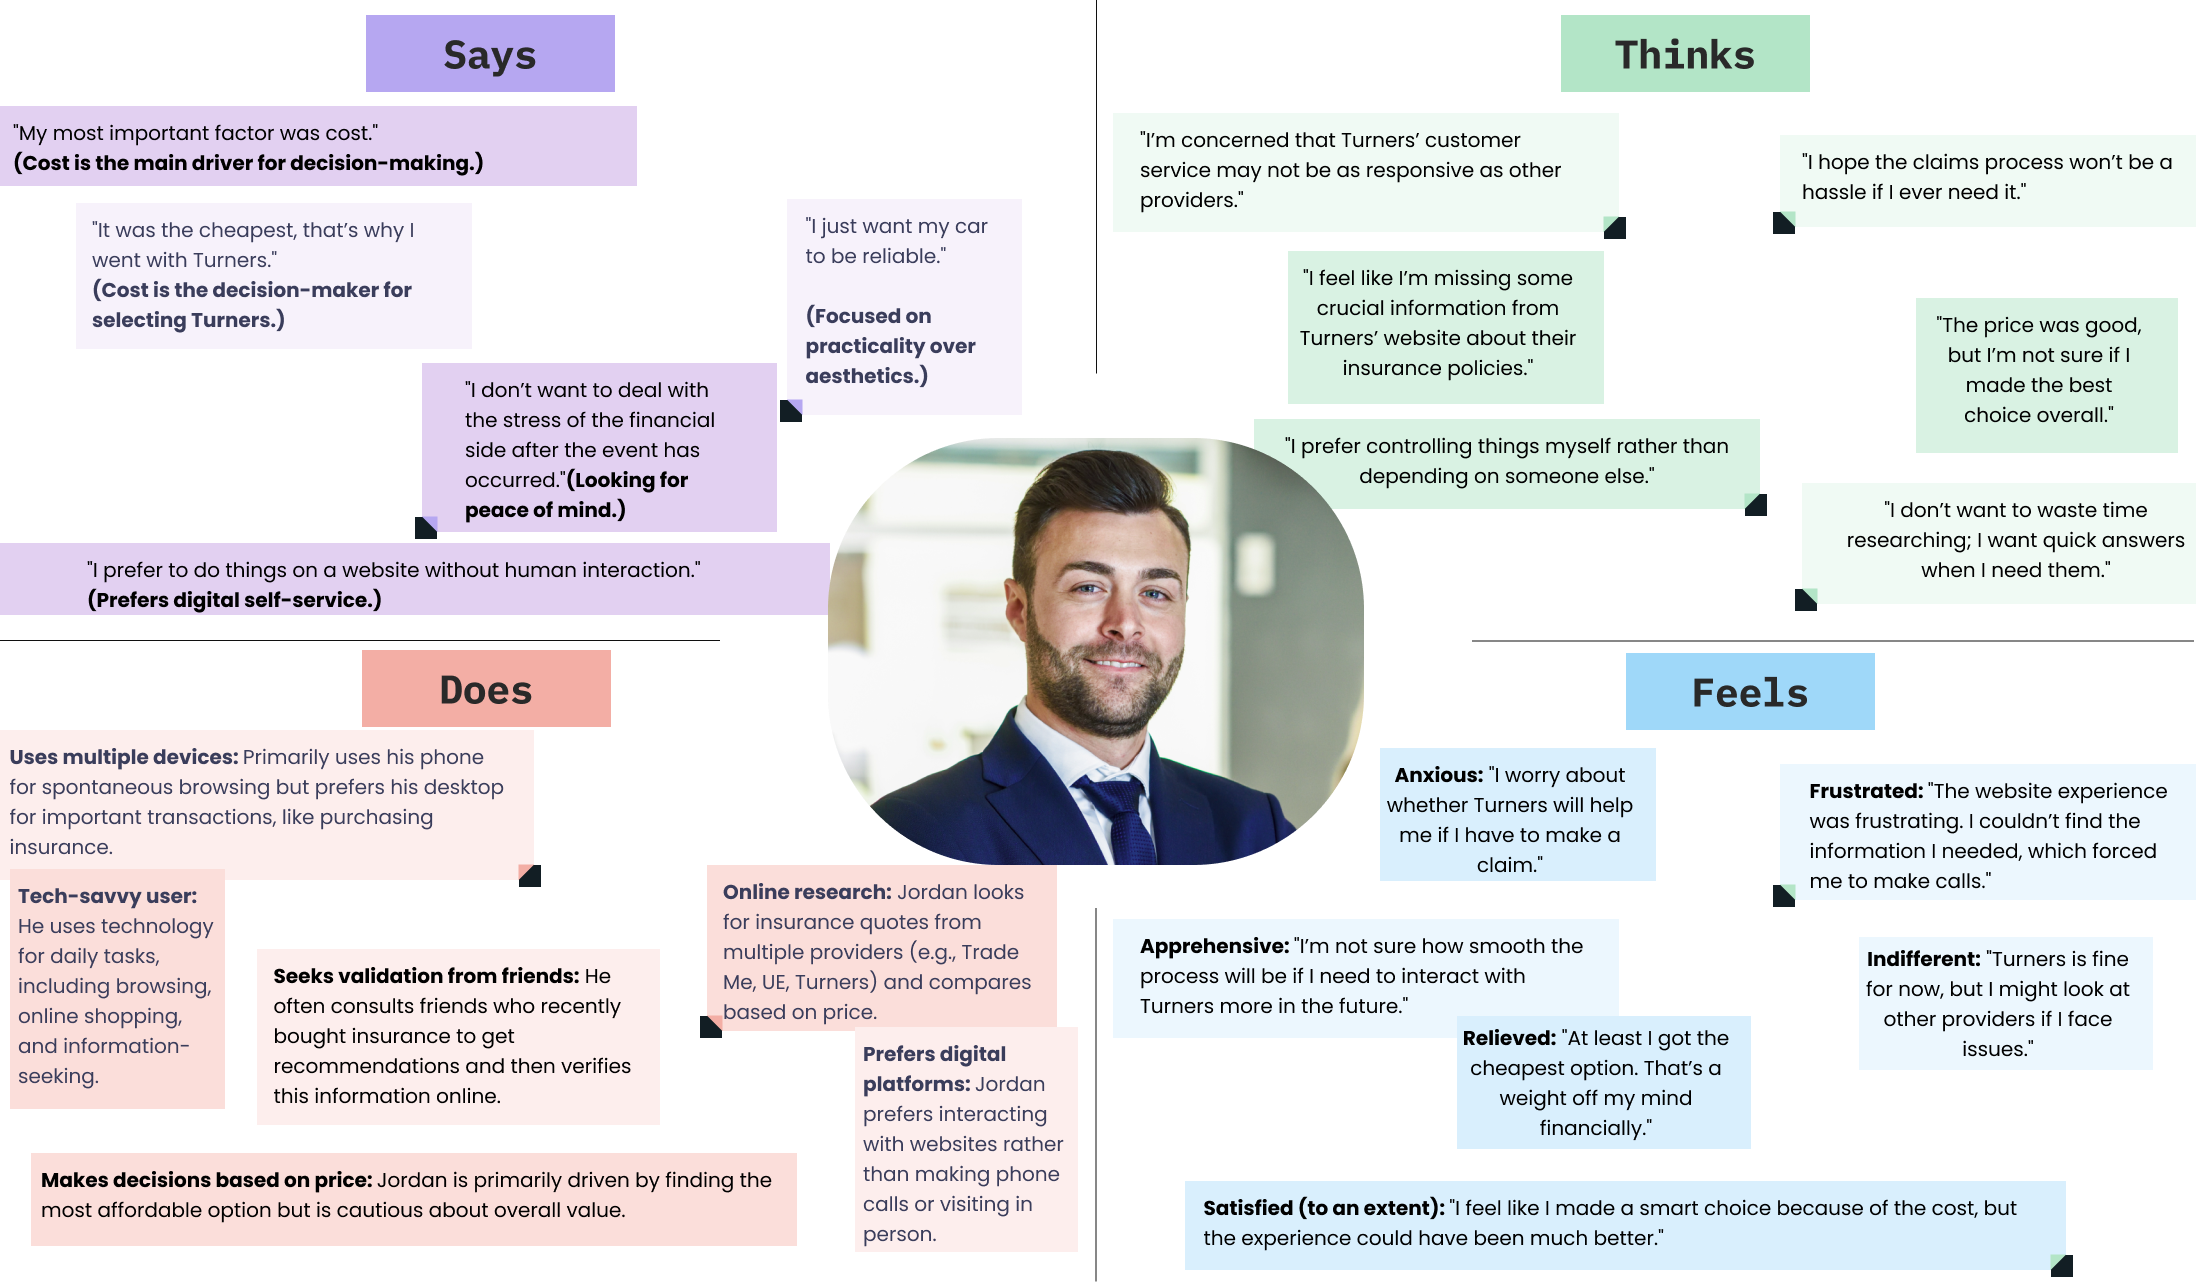 Says
"My most important factor was cost."
(Cost is the main driver for decision-making.)
"It was the cheapest, that's why I
went with Turners."
(Cost is the decision-maker for
selecting Turners.)
"I just want my car
to be reliable."
(Focused on
practicality over
aesthetics.)
"I don't want to deal with
the stress of the financial
side after the event has
occurred."(Looking for
peace of mind.)
"I prefer to do things on a website without human interaction."
(Prefers digital self-service.)
Thinks
"I'm concerned that Turners' customer
service may not be as responsive as other
providers."
"I hope the claims process won't be a
hassle if I ever need it."
"I feel like I'm missing some
crucial information from
Turners' website about their
insurance policies."
"The price was good,
but I'm not sure if I
made the best
choice overall."
"I prefer controlling things myself rather than
depending on someone else."
"I don't want to waste time
researching; I want quick answers
when I need them."
Does
Uses multiple devices: Primarily uses his phone
for spontaneous browsing but prefers his desktop
for important transactions, like purchasing
insurance.
Tech-savvy user:
He uses technology
for daily tasks,
including browsing,
online shopping,
and information-
seeking.
Seeks validation from friends: He
often consults friends who recently
bought insurance to get
recommendations and then verifies
this information online.
Online research: Jordan looks
for insurance quotes from
multiple providers (e.g., Trade
Me, UE, Turners) and compares
based on price.
Prefers digital
platforms: Jordan
prefers interacting
with websites rather
than making phone
calls or visiting in
person.
Makes decisions based on price: Jordan is primarily driven by finding the
most affordable option but is cautious about overall value.
Feels
Anxious: "I worry about
whether Turners will help
me if I have to make a
claim."
Frustrated: "The website experience
was frustrating. I couldn't find the
information I needed, which forced
me to make calls."
Apprehensive: "I'm not sure how smooth the
process will be if I need to interact with
Turners more in the future."
Indifferent: "Turners is fine
for now, but I might look at
other providers if I face
issues."
Relieved: "At least I got the
cheapest option. That's a
weight off my mind
financially."
Satisfied (to an extent): "I feel like I made a smart choice because of the cost, but
the experience could have been much better."